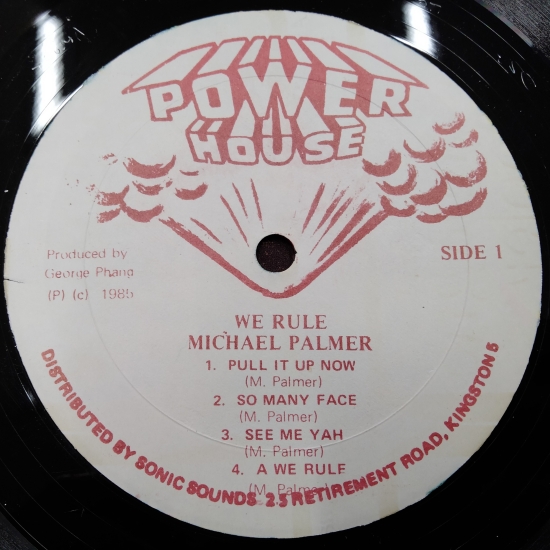 POWER
HOUSE
Produced by
George Phang
(P) (c) 1985
SIDE 1
WE RULE
MICHAEL PALMER
1. PULL IT UP NOW
(M. Palmer)
2. SO MANY FACE
(M. Palmer)
3. SEE ME YAH
(M. Palmer)
4. A WE RULE
(M. Palmer)
DISTRIBUTED BY SONIC SOUNDS 25 RETIREMENT ROAD, KINGSTON 5